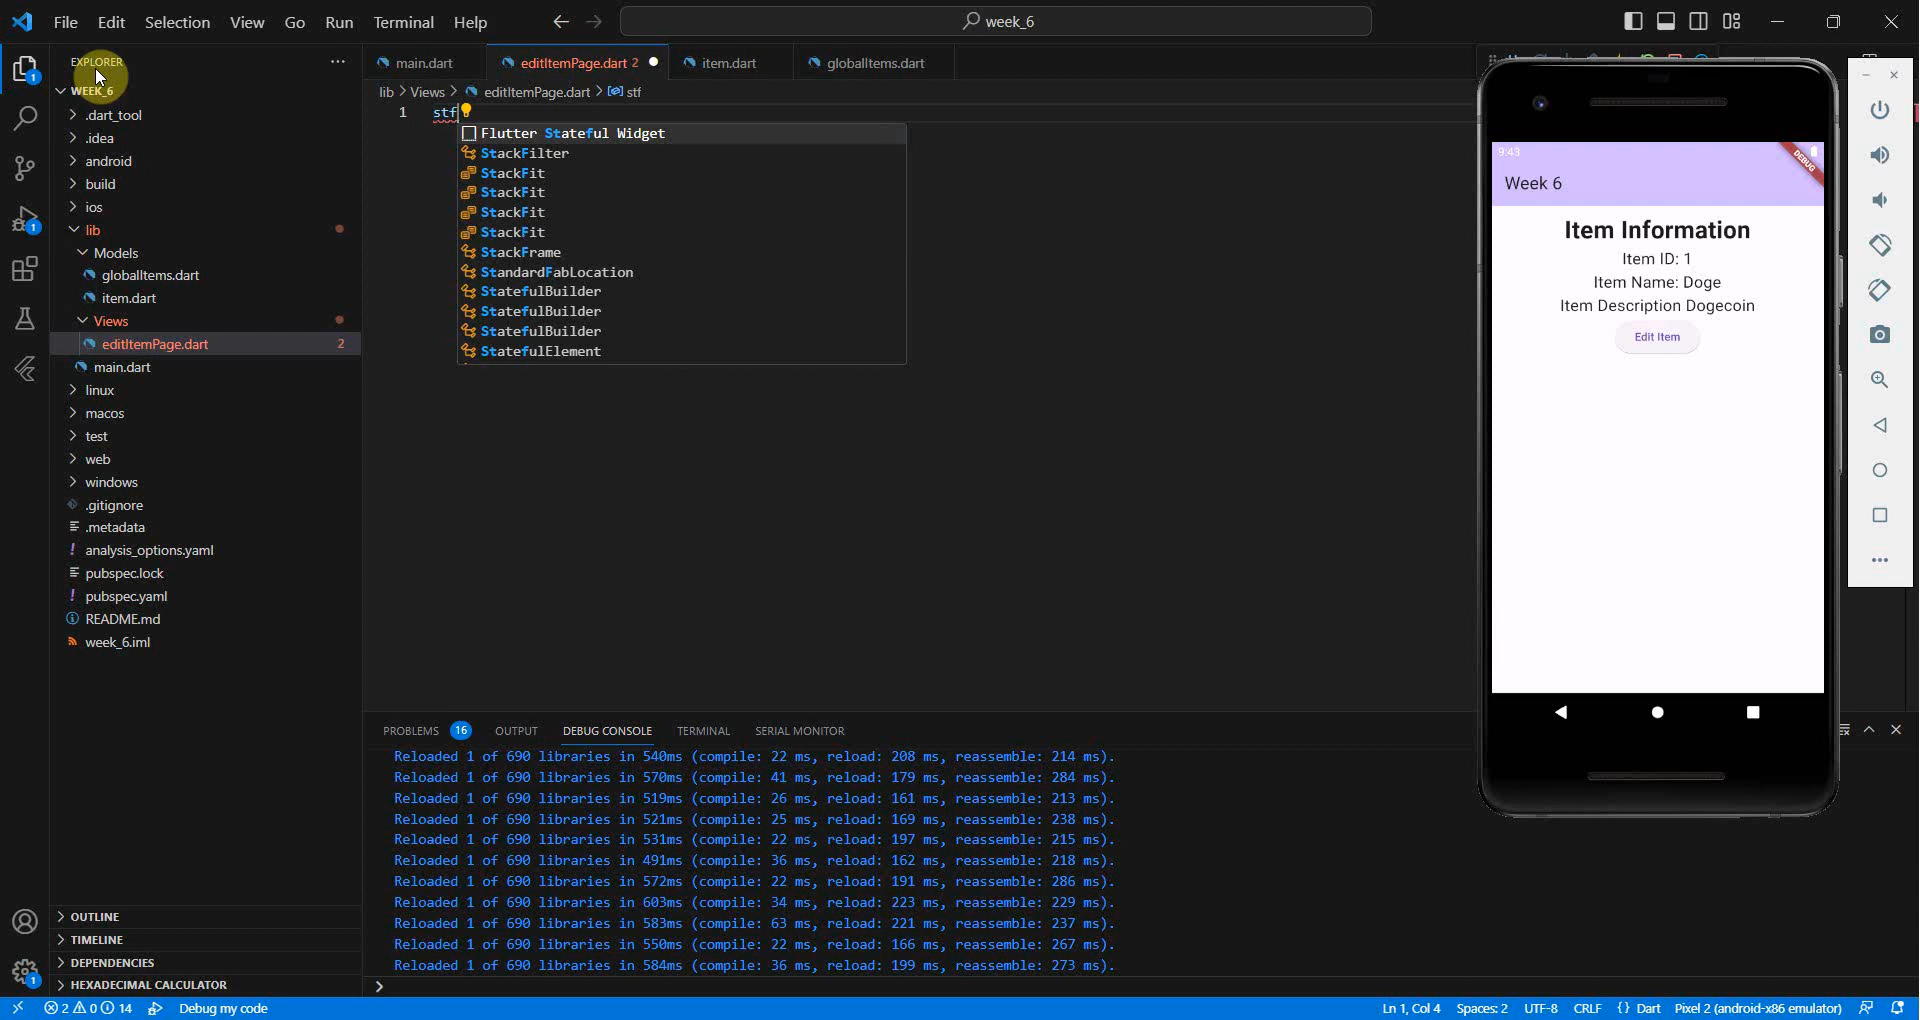 File Edit Selection View Go Run Terminal Help
week_6
EXPLORER
WEEK_6
.dart_tool
.idea
android
build
ios
lib
Models
globalItems.dart
item.dart
Views
editItemPage.dart 2
main.dart
linux
macos
test
web
windows
.gitignore
.metadata
analysis_options.yaml
pubspec.lock
pubspec.yaml
README.md
week_6.iml
OUTLINE
TIMELINE
DEPENDENCIES
HEXADECIMAL CALCULATOR
1
1
1
main.dart
editItemPage.dart 2
item.dart
globalItems.dart
lib > Views > editItemPage.dart > stf
1 stf
Flutter Stateful Widget
StackFilter
StackFit
StackFit
StackFit
StackFit
StackFrame
StandardFabLocation
StatefulBuilder
StatefulBuilder
StatefulBuilder
StatefulElement
9:43
DEBUG
Week 6
Item Information
Item ID: 1
Item Name: Doge
Item Description Dogecoin
Edit Item
PROBLEMS 16 OUTPUT DEBUG CONSOLE TERMINAL SERIAL MONITOR
Reloaded 1 of 690 libraries in 540ms (compile: 22 ms, reload: 208 ms, reassemble: 214 ms).
Reloaded 1 of 690 libraries in 570ms (compile: 41 ms, reload: 179 ms, reassemble: 284 ms).
Reloaded 1 of 690 libraries in 519ms (compile: 26 ms, reload: 161 ms, reassemble: 213 ms).
Reloaded 1 of 690 libraries in 521ms (compile: 25 ms, reload: 169 ms, reassemble: 238 ms).
Reloaded 1 of 690 libraries in 531ms (compile: 22 ms, reload: 197 ms, reassemble: 215 ms).
Reloaded 1 of 690 libraries in 491ms (compile: 36 ms, reload: 162 ms, reassemble: 218 ms).
Reloaded 1 of 690 libraries in 572ms (compile: 22 ms, reload: 191 ms, reassemble: 286 ms).
Reloaded 1 of 690 libraries in 603ms (compile: 34 ms, reload: 223 ms, reassemble: 229 ms).
Reloaded 1 of 690 libraries in 583ms (compile: 63 ms, reload: 221 ms, reassemble: 237 ms).
Reloaded 1 of 690 libraries in 550ms (compile: 22 ms, reload: 166 ms, reassemble: 267 ms).
Reloaded 1 of 690 libraries in 584ms (compile: 36 ms, reload: 199 ms, reassemble: 273 ms).
2 0 14 Debug my code
Ln 1, Col 4 Spaces: 2 UTF-8 CRLF {} Dart Pixel 2 (android-x86 emulator)